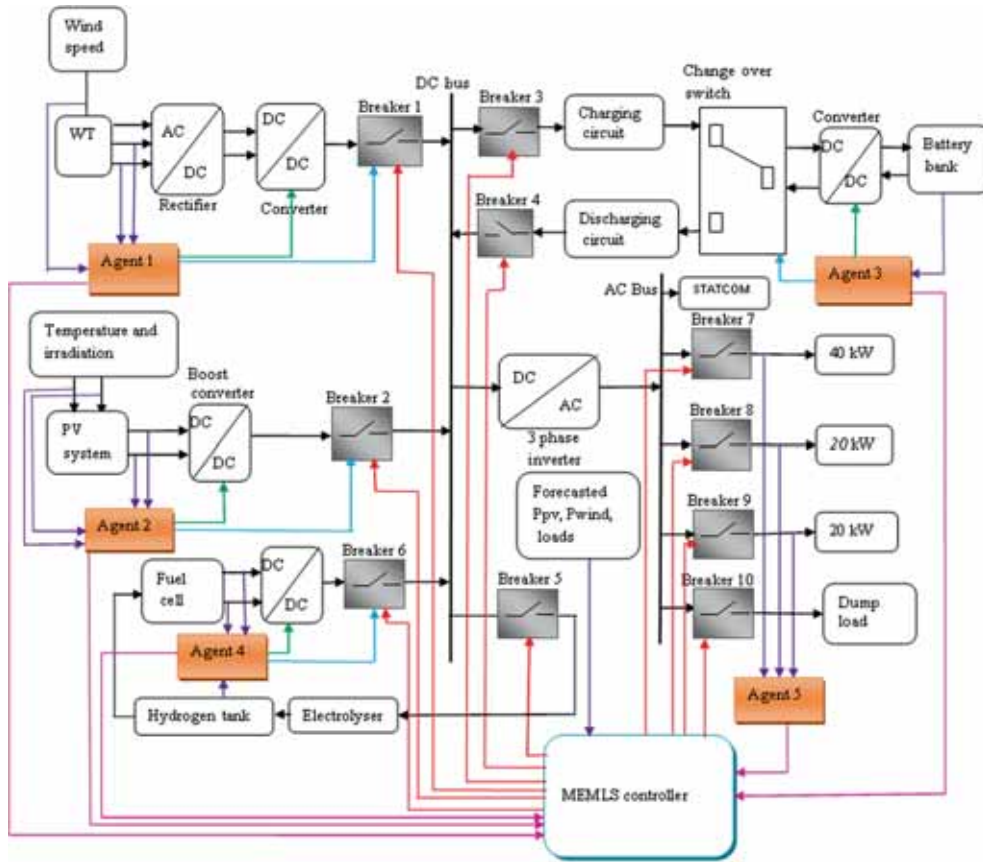 Wind
speed
WT
AC
DC
Rectifier
DC
DC
Converter
Breaker 1
DC bus
Breaker 3
Charging
circuit
Change over
switch
Converter
DC
DC
Battery
bank
Breaker 4
Discharging
circuit
Agent 1
Agent 3
AC Bus
STATCOM
Temperature and
irradiation
Boost
converter
PV
system
DC
DC
Breaker 2
DC
AC
3 phase
inverter
Breaker 7
40 kW
Breaker 8
20 kW
Agent 2
Forecasted
Ppv, Pwind,
loads
Breaker 9
20 kW
Fuel
cell
DC
DC
Breaker 6
Breaker 5
Breaker 10
Dump
load
Agent 4
Agent 5
Hydrogen tank
Electrolyser
MEMLS controller